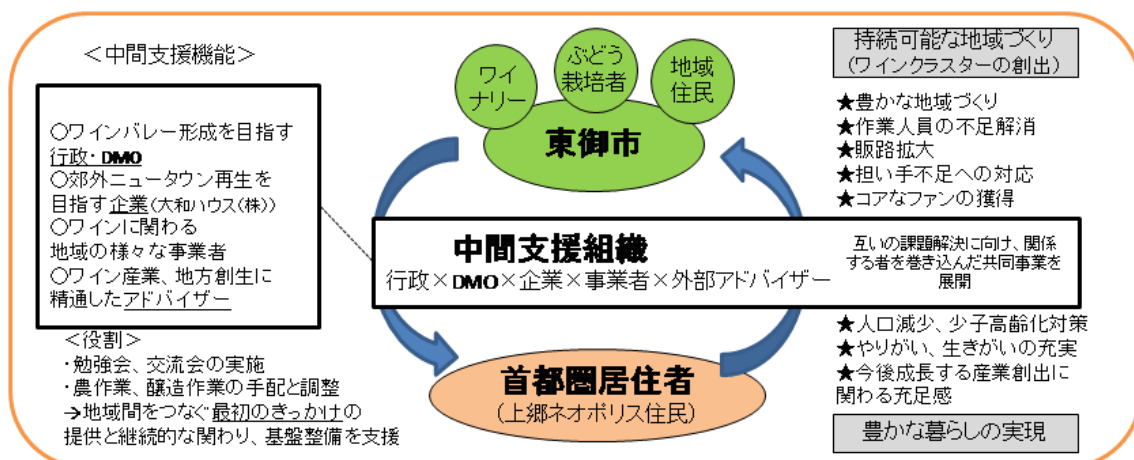 ＜中間支援機能＞
○ワインバレー形成を目指す
行政・DMO
○郊外ニュータウン再生を
目指す企業(大和ハウス(株))
○ワインに関わる
地域の様々な事業者
○ワイン産業、地方創生に
精通したアドバイザー
＜役割＞
・勉強会、交流会の実施
・農作業、醸造作業の手配と調整
→地域間をつなぐ最初のきっかけの
提供と継続的な関わり、基盤整備を支援
ワイ
ナリー
ぶどう
栽培者
地域
住民
東御市
中間支援組織
行政×DMO×企業×事業者×外部アドバイザー
互いの課題解決に向け、関係
する者を巻き込んだ共同事業を
展開
首都圏居住者
(上郷ネオポリス住民)
持続可能な地域づくり
(ワインクラスターの創出)
★豊かな地域づくり
★作業人員の不足解消
★販路拡大
★担い手不足への対応
★コアなファンの獲得
★人口減少、少子高齢化対策
★やりがい、生きがいの充実
★今後成長する産業創出に
関わる充足感
豊かな暮らしの実現